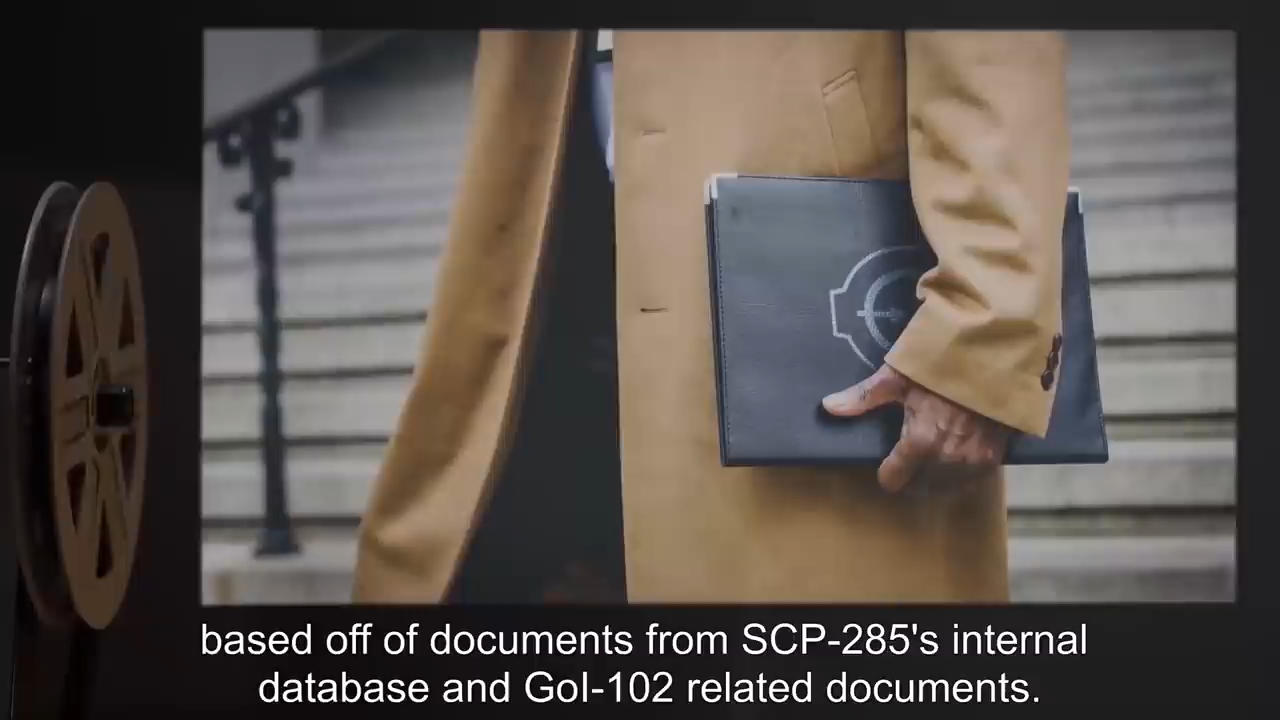 based off of documents from SCP-285's internal
database and GoI-102 related documents.